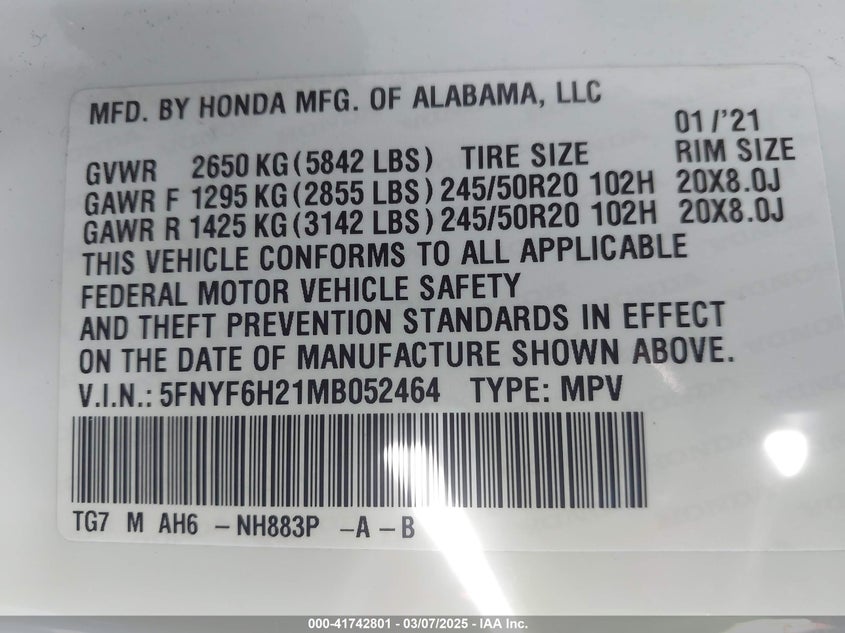 MFD. BY HONDA MFG. OF ALABAMA, LLC
01/'21
GVWR 2650 KG (5842 LBS) TIRE SIZE RIM SIZE
GAWR F 1295 KG (2855 LBS) 245/50R20 102H 20X8.0J
GAWR R 1425 KG (3142 LBS) 245/50R20 102H 20X8.0J
THIS VEHICLE CONFORMS TO ALL APPLICABLE
FEDERAL MOTOR VEHICLE SAFETY
AND THEFT PREVENTION STANDARDS IN EFFECT
ON THE DATE OF MANUFACTURE SHOWN ABOVE.
V.I.N.: 5FNYF6H21MB052464 TYPE: MPV
TG7 M AH6 -NH883P -A -B
000-41742801 - 03/07/2025 - IAA Inc.